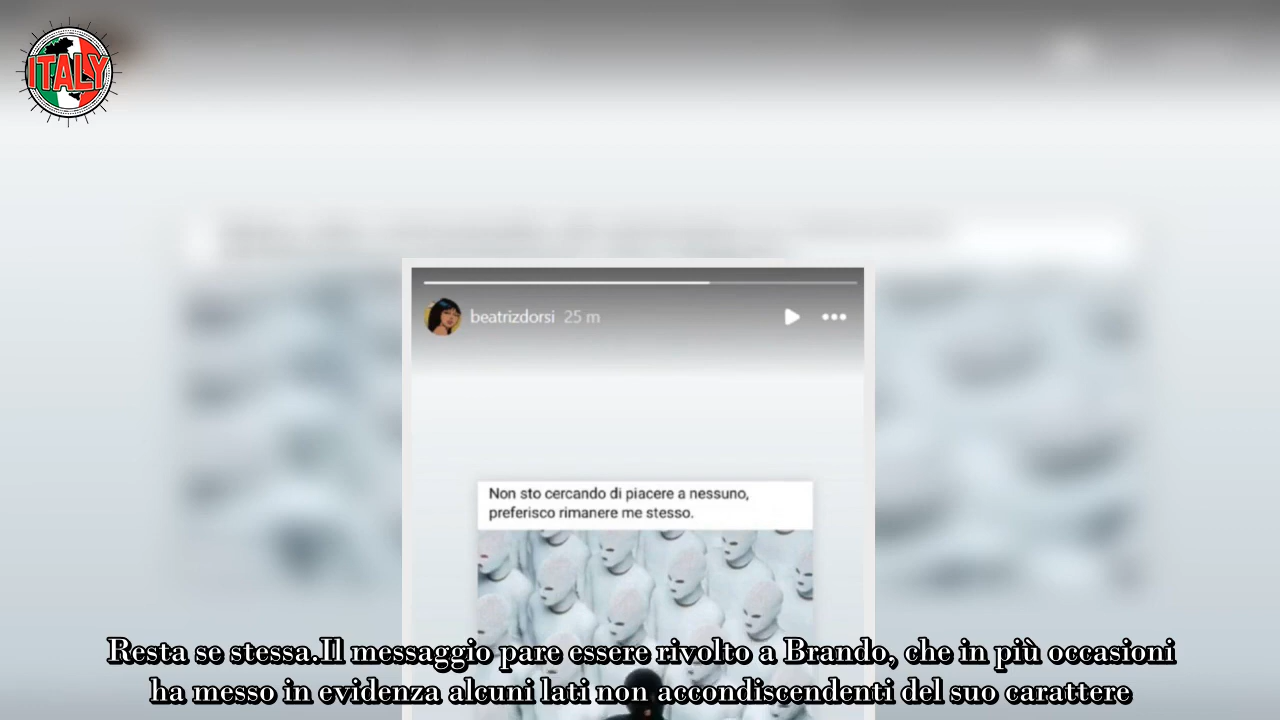 ITALY
beatrizdorsi 25 m
Non sto cercando di piacere a nessuno,
preferisco rimanere me stesso.
Resta se stessa.Il messaggio pare essere rivolto a Brando, che in più occasioni
ha messo in evidenza alcuni lati non accondiscendenti del suo carattere